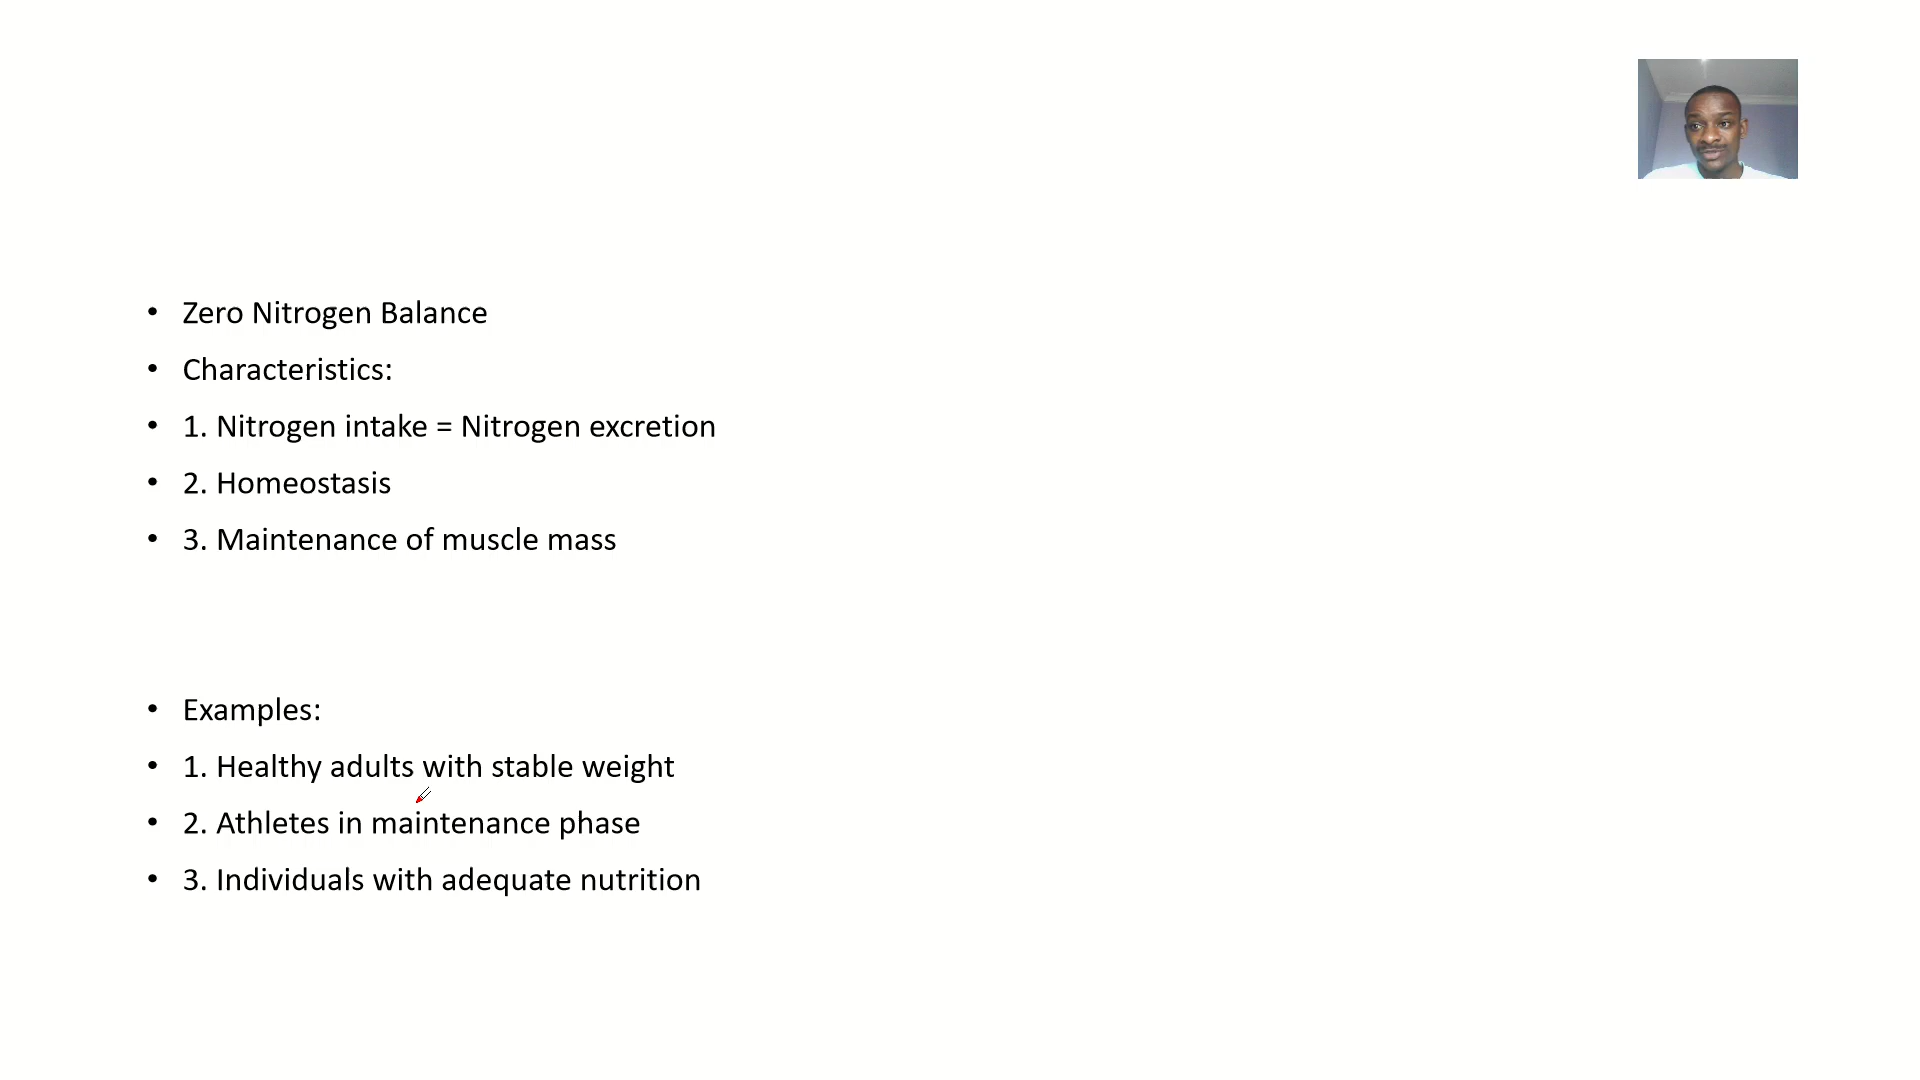 • Zero Nitrogen Balance
• Characteristics:
• 1. Nitrogen intake = Nitrogen excretion
• 2. Homeostasis
• 3. Maintenance of muscle mass
• Examples:
• 1. Healthy adults with stable weight
• 2. Athletes in maintenance phase
• 3. Individuals with adequate nutrition